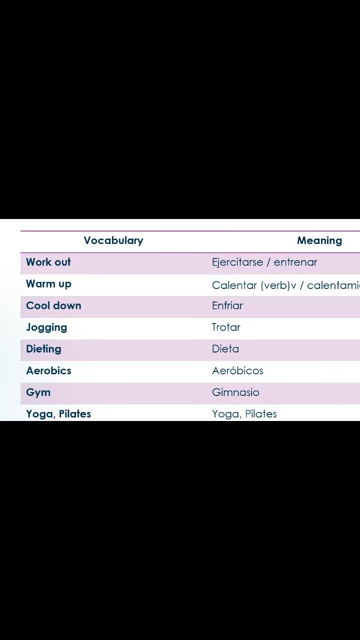 Vocabulary Meaning
Work out Ejercitarse / entrenar
Warm up Calentar (verb)v /
Cool down Enfriar
Jogging Trotar
Dieting Dieta
Aerobics Aeróbicos
Gym Gimnasio
Yoga, Pilates Yoga, Pilates